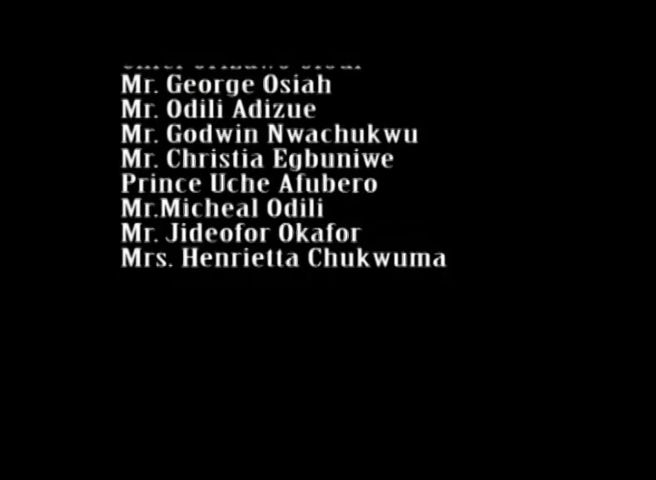 Mr. George Osiah
Mr. Odili Adizue
Mr. Godwin Nwachukwu
Mr. Christia Egbuniwe
Prince Uche Afubero
Mr.Micheal Odili
Mr. Jideofor Okafor
Mrs. Henrietta Chukwuma